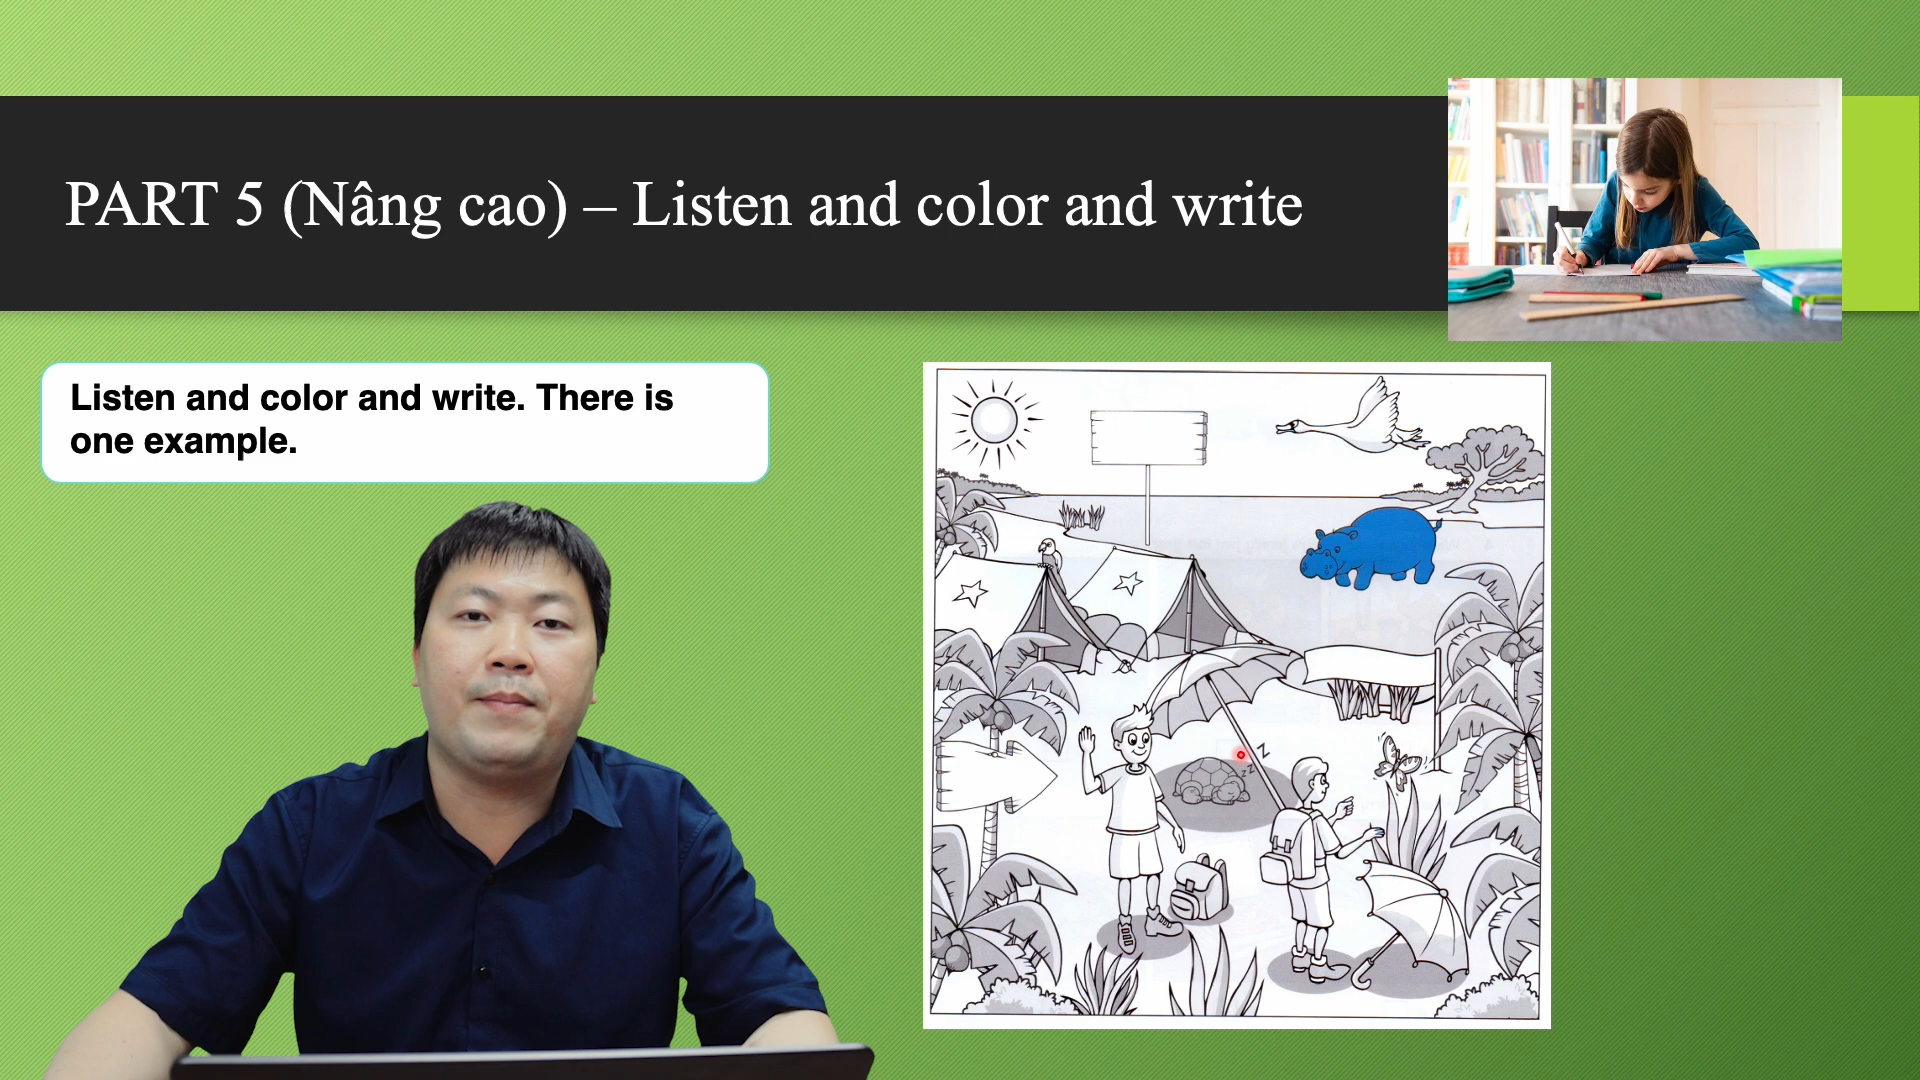 PART 5 (Nâng cao) – Listen and color and write
Listen and color and write. There is
one example.
z z Z